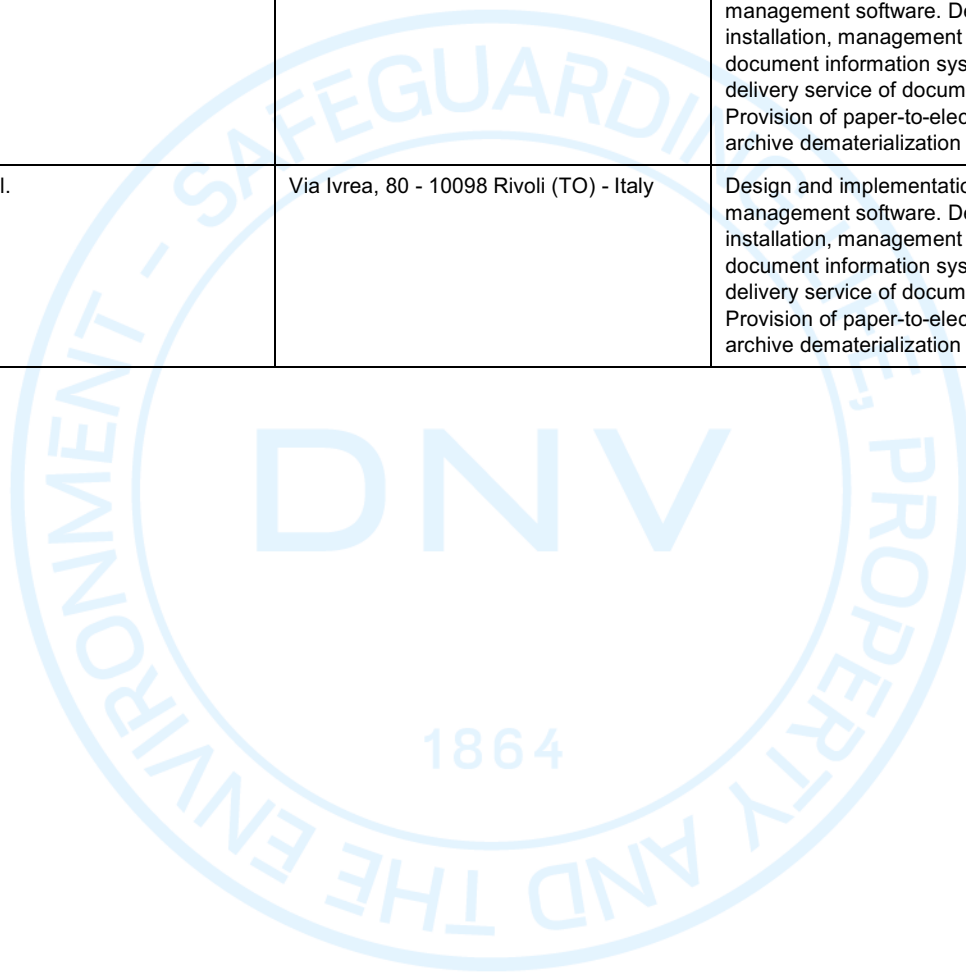 management software. De
installation, management
document information sys
delivery service of docum
Provision of paper-to-elec
archive dematerialization
l.
Via Ivrea, 80 - 10098 Rivoli (TO) - Italy
Design and implementatio
management software. De
installation, management
document information sys
delivery service of docum
Provision of paper-to-elec
archive dematerialization
SAFEGUARDING LIFE, PROPERTY AND THE ENVIRONMENT -
DNV
1864